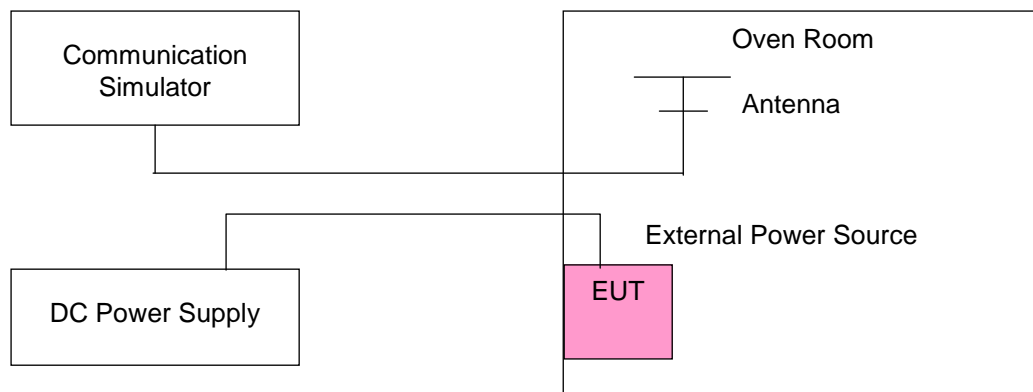 Communication
Simulator
Oven Room
Antenna
External Power Source
EUT
DC Power Supply